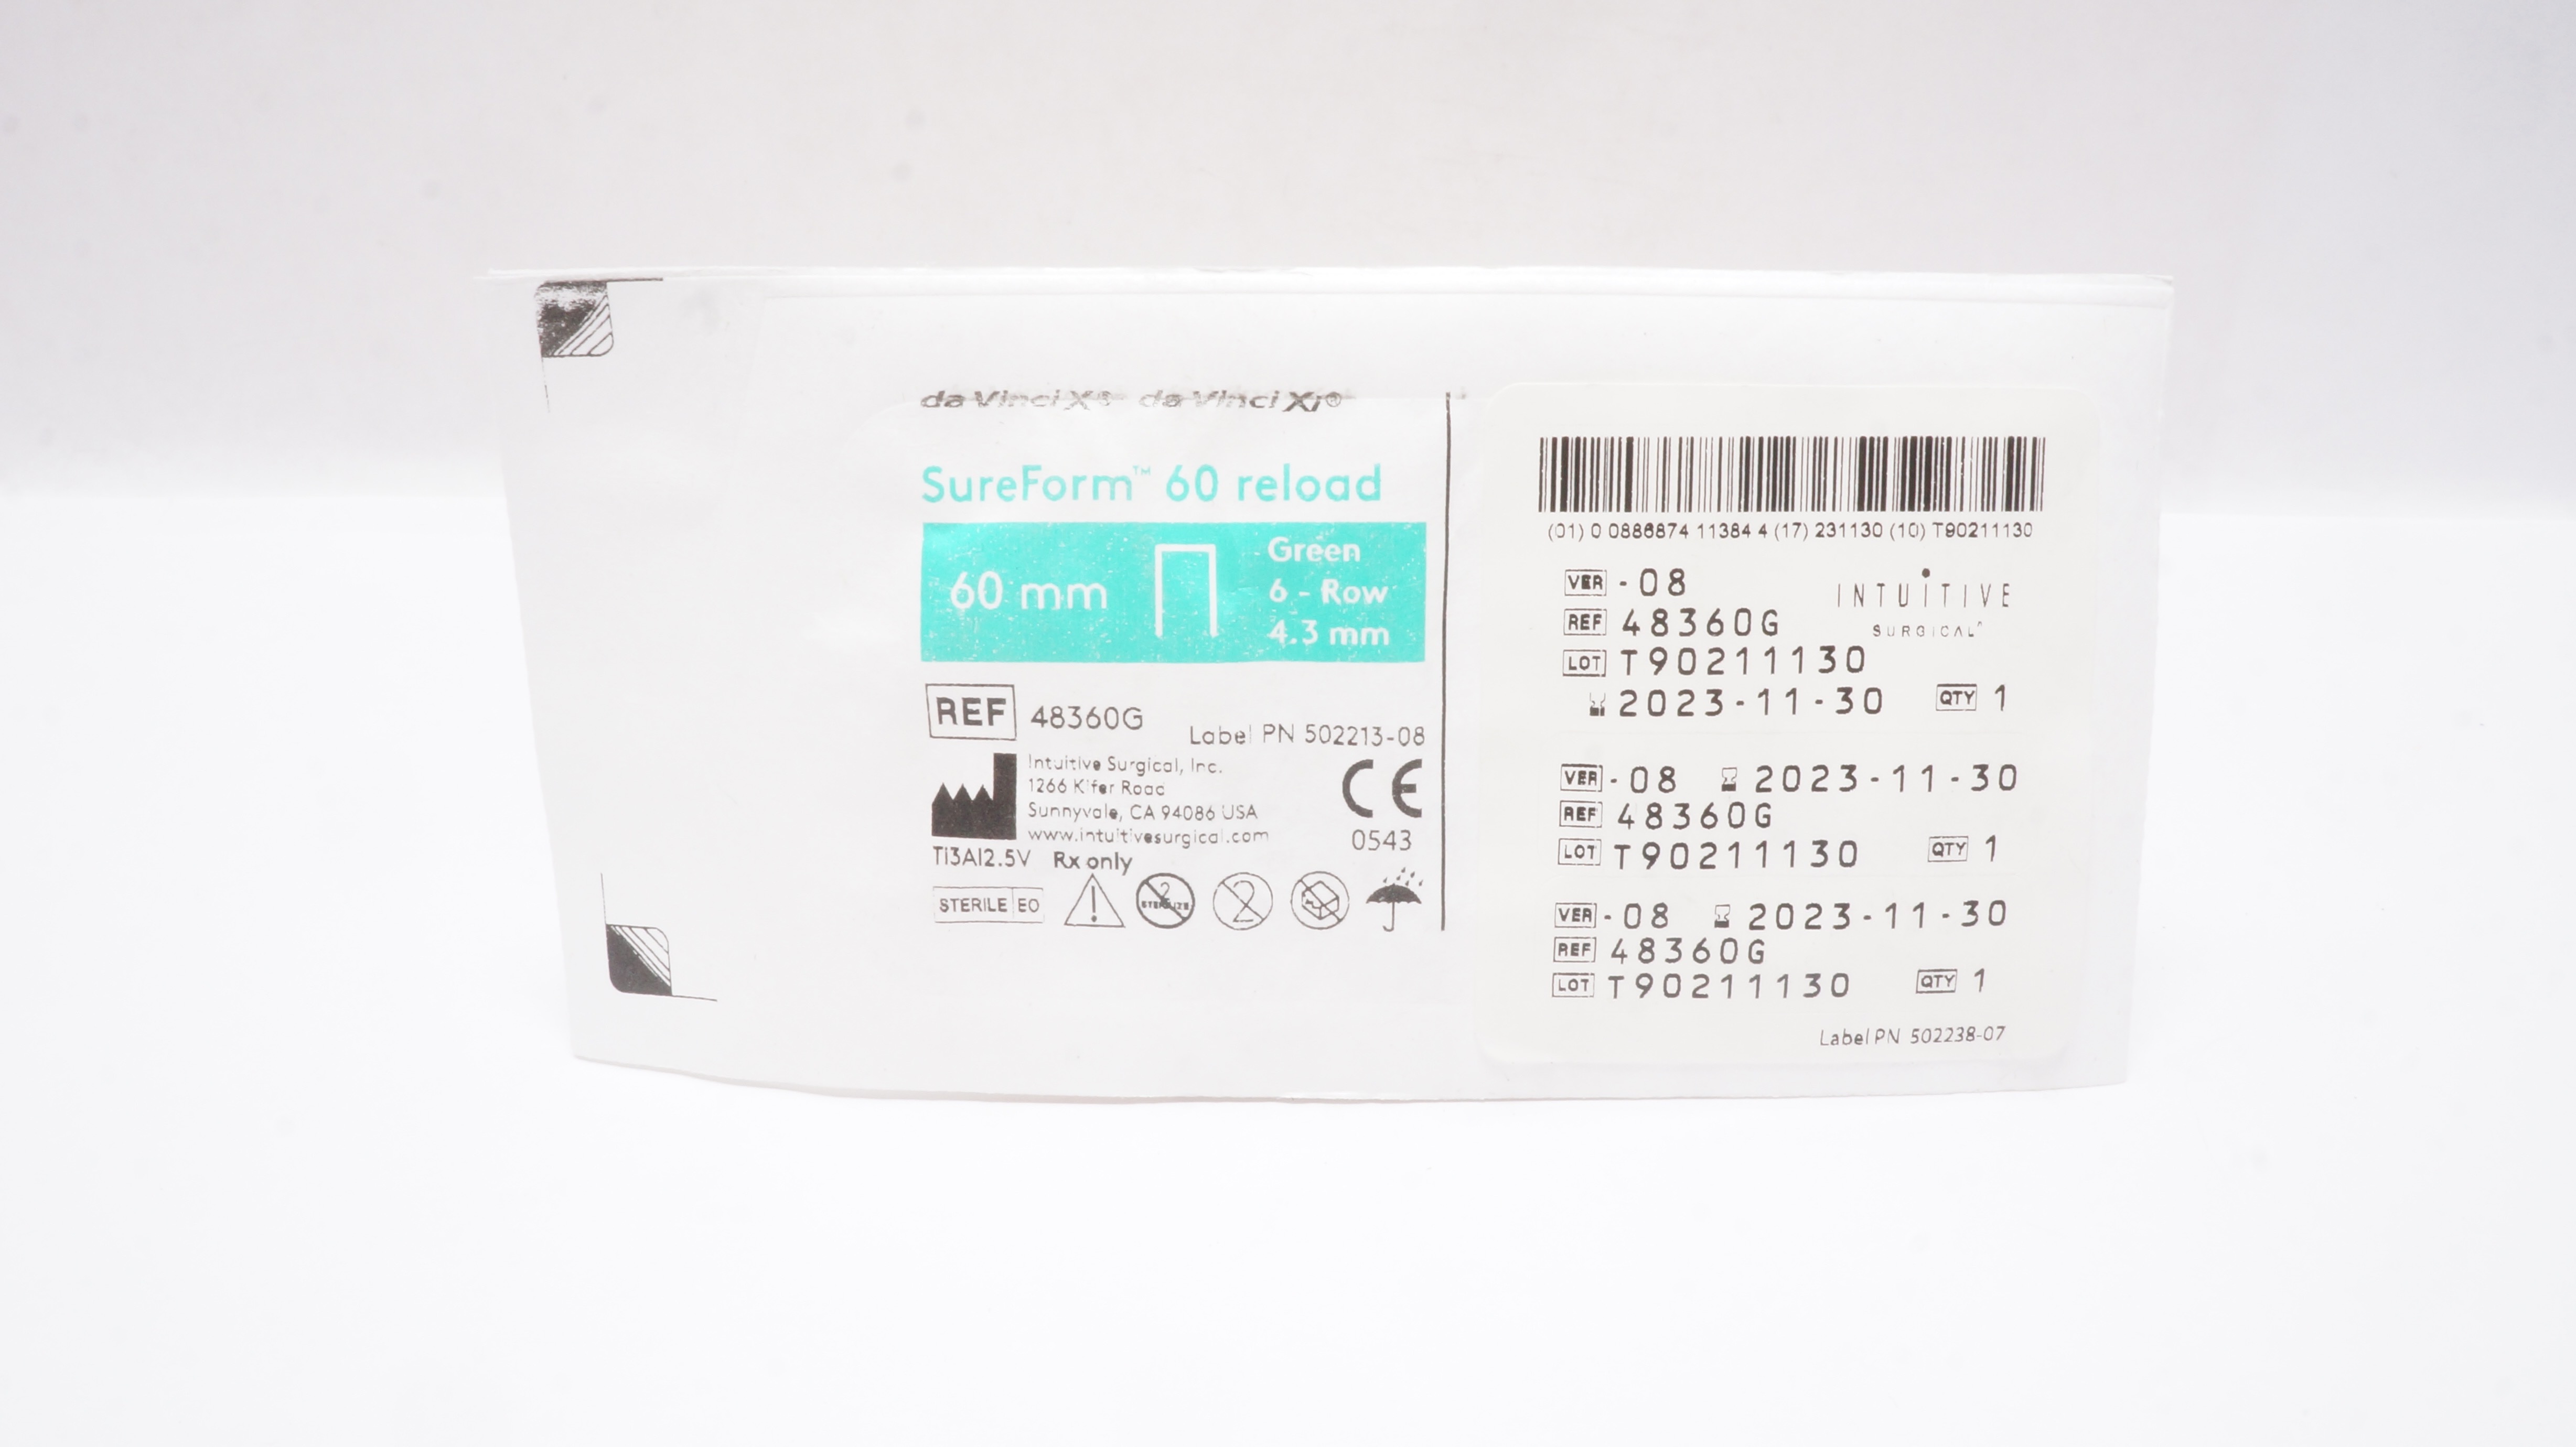 da Vinci X® da Vinci Xi®
SureForm™ 60 reload
60 mm
Green
6 - Row
4.3 mm
REF 48360G
Label PN 502213-08
Intuitive Surgical, Inc.
1266 Kifer Road
Sunnyvale, CA 94086 USA
www.intuitivesurgical.com
CE
0543
Ti3Al2.5V Rx only
STERILE EO
2
STERILIZE
2
(01) 0 0886874 11384 4 (17) 231130 (10) T90211130
VER -08
INTUITIVE
SURGICAL®
REF 48360G
LOT T90211130
2023-11-30 QTY 1
VER -08 2023-11-30
REF 48360G
LOT T90211130 QTY 1
VER -08 2023-11-30
REF 48360G
LOT T90211130 QTY 1
Label PN 502238-07